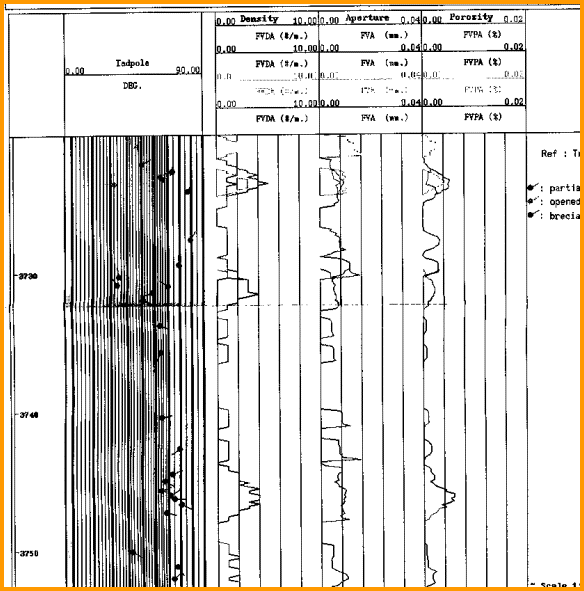 0.00 Density 10.00 0.00 Aperture 0.04 0.00 Porosity 0.02
FVDA (#/m.) FVA (mm.) FVPA (%)
0.00 10.00 0.00 0.04 0.00 0.02
Tadpole FVDA (#/m.) FVA (mm.) FVPA (%)
0.00 90.00
DEG.
0.00 10.00 0.00 0.04 0.00 0.02
FVDA (#/m.) FVA (mm.) FVPA (%)
Ref :
: partia
: opened
: brecia
3730
3740
3750
Scale 1: